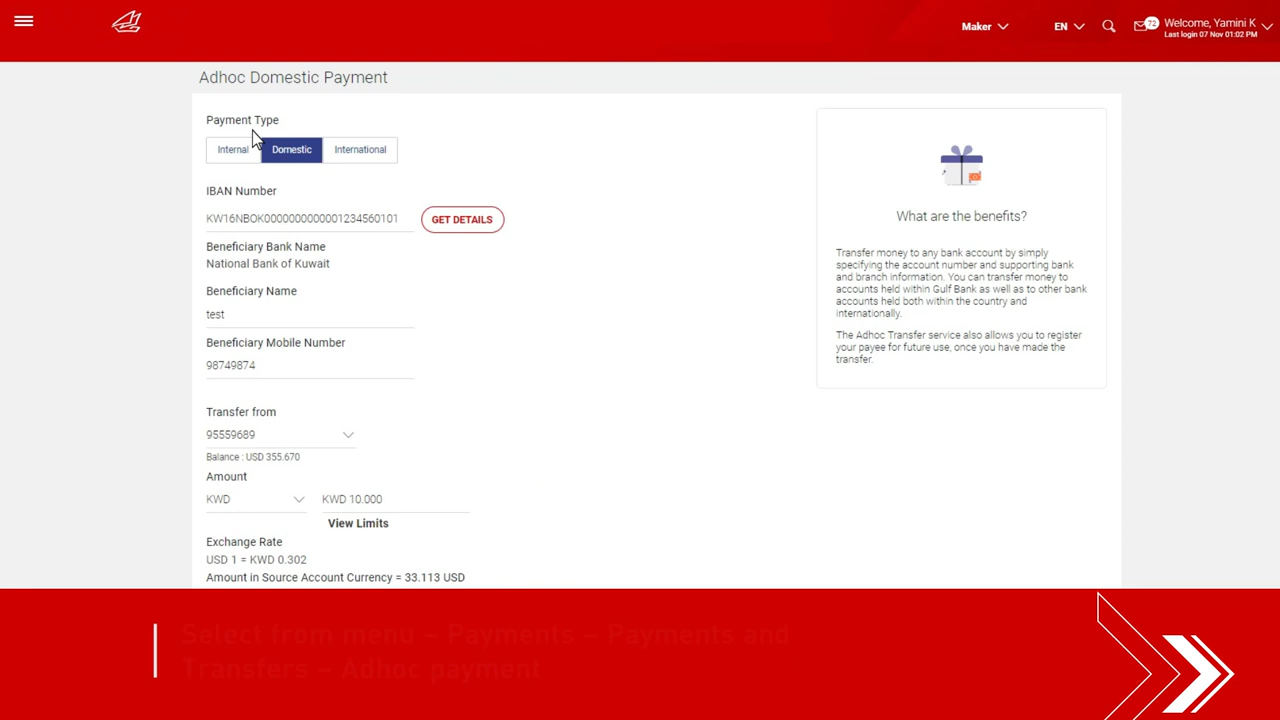 Maker
EN
72
Welcome, Yamini K
Last login 07 Nov 01:02 PM
Adhoc Domestic Payment
Payment Type
Internal
Domestic
International
IBAN Number
KW16NBOK0000000000001234560101
GET DETAILS
Beneficiary Bank Name
National Bank of Kuwait
Beneficiary Name
test
Beneficiary Mobile Number
98749874
Transfer from
95559689
Balance : USD 355.670
Amount
KWD
KWD 10.000
View Limits
Exchange Rate
USD 1 = KWD 0.302
Amount in Source Account Currency = 33.113 USD
What are the benefits?
Transfer money to any bank account by simply
specifying the account number and supporting bank
and branch information. You can transfer money to
accounts held within Gulf Bank as well as to other bank
accounts held both within the country and
internationally.
The Adhoc Transfer service also allows you to register
your payee for future use, once you have made the
transfer.
Select from menu – Payments – Payments and
Transfers – Adhoc payment